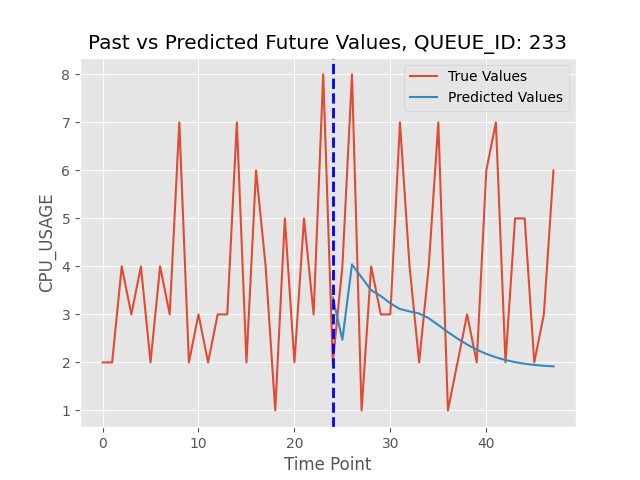 Past vs Predicted Future Values, QUEUE_ID: 233
True Values
Predicted Values
8
7
6
5
4
3
2
1
CPU_USAGE
0 10 20 30 40
Time Point